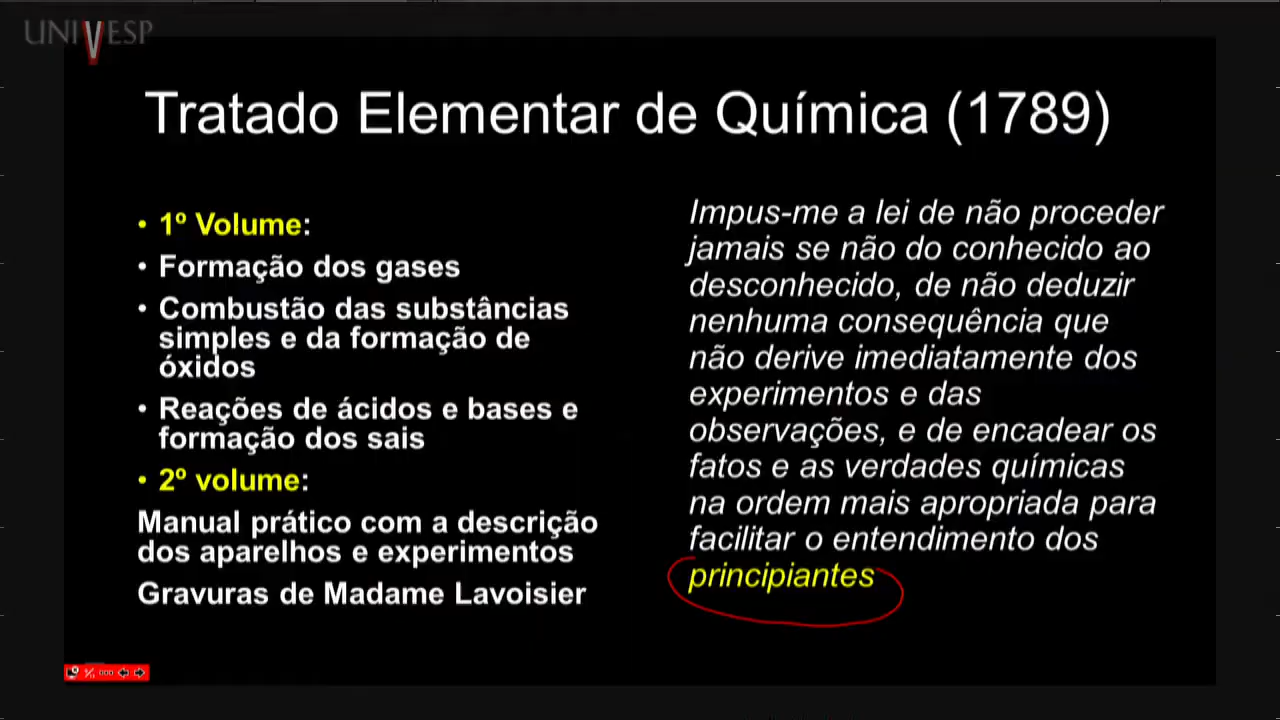 UNIVESP
Tratado Elementar de Química (1789)
• 1º Volume:
• Formação dos gases
• Combustão das substâncias
simples e da formação de
óxidos
• Reações de ácidos e bases e
formação dos sais
• 2º volume:
Manual prático com a descrição
dos aparelhos e experimentos
Gravuras de Madame Lavoisier
Impus-me a lei de não proceder
jamais se não do conhecido ao
desconhecido, de não deduzir
nenhuma consequência que
não derive imediatamente dos
experimentos e das
observações, e de encadear os
fatos e as verdades químicas
na ordem mais apropriada para
facilitar o entendimento dos
principiantes